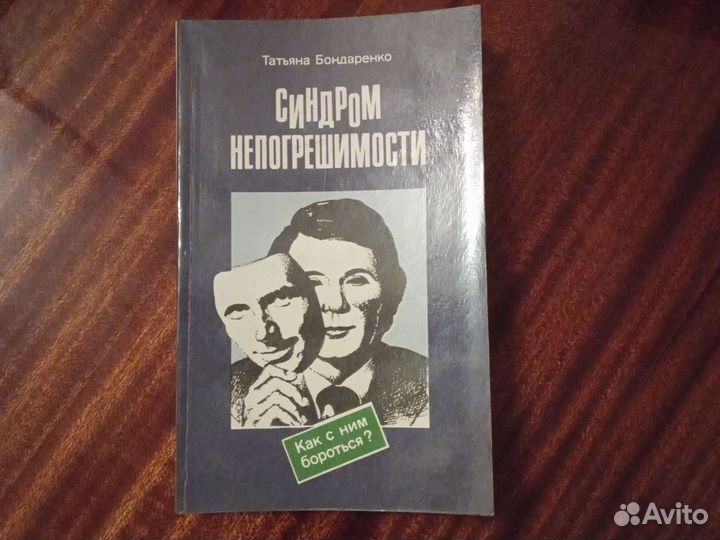 Татьяна Бондаренко
СИНДРОМ
НЕПОГРЕШИМОСТИ
Как с ним
бороться?
Avito